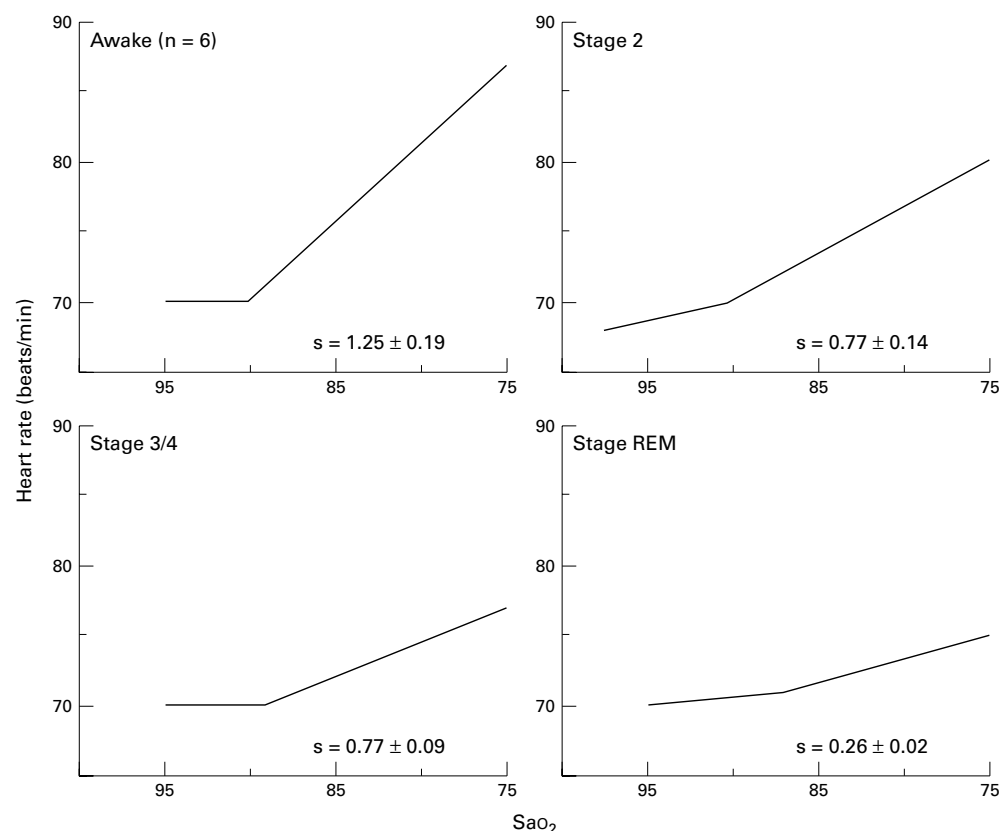 Heart rate (beats/min)
Awake (n = 6)
90
80
70
95 85 75
s = 1.25 ± 0.19
Stage 2
90
80
70
95 85 75
s = 0.77 ± 0.14
Stage 3/4
90
80
70
95 85 75
s = 0.77 ± 0.09
Stage REM
90
80
70
95 85 75
s = 0.26 ± 0.02
SaO₂